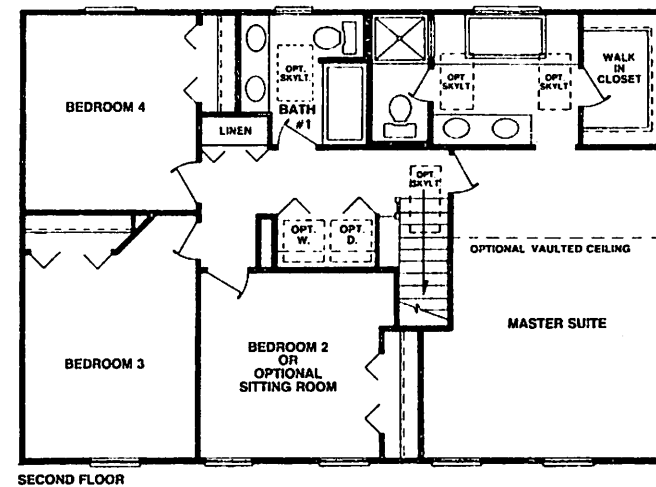 BEDROOM 4
OPT.
SKYLT.
BATH
#1
LINEN
OPT
SKYLT
OPT
SKYLT
WALK
IN
CLOSET
OPT.
SKYLT.
OPT.
W.
OPT.
D.
OPTIONAL VAULTED CEILING
MASTER SUITE
BEDROOM 3
BEDROOM 2
OR
OPTIONAL
SITTING ROOM
SECOND FLOOR